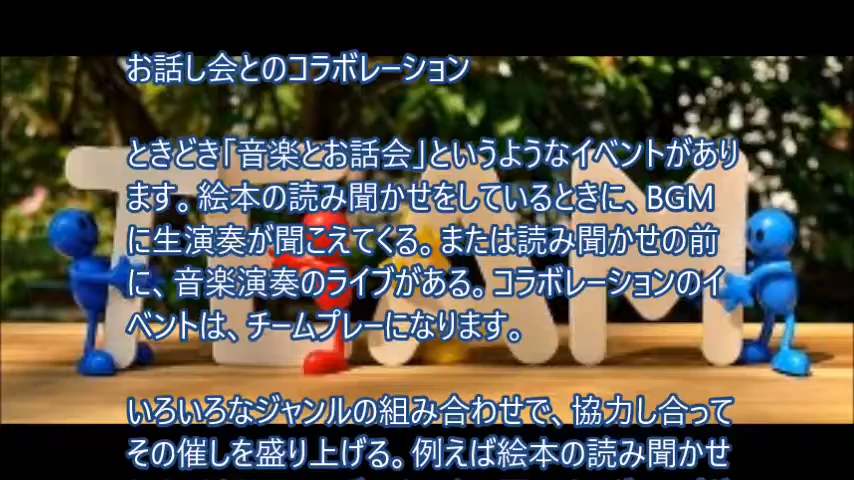 お話し会とのコラボレーション
ときどき「音楽とお話会」というようなイベントがあり
ます。絵本の読み聞かせをしているときに、BGM
に生演奏が聞こえてくる。または読み聞かせの前
に、音楽演奏のライブがある。コラボレーションのイ
ベントは、チームプレーになります。
いろいろなジャンルの組み合わせで、協力し合って
その催しを盛り上げる。例えば絵本の読み聞かせ
TEAM